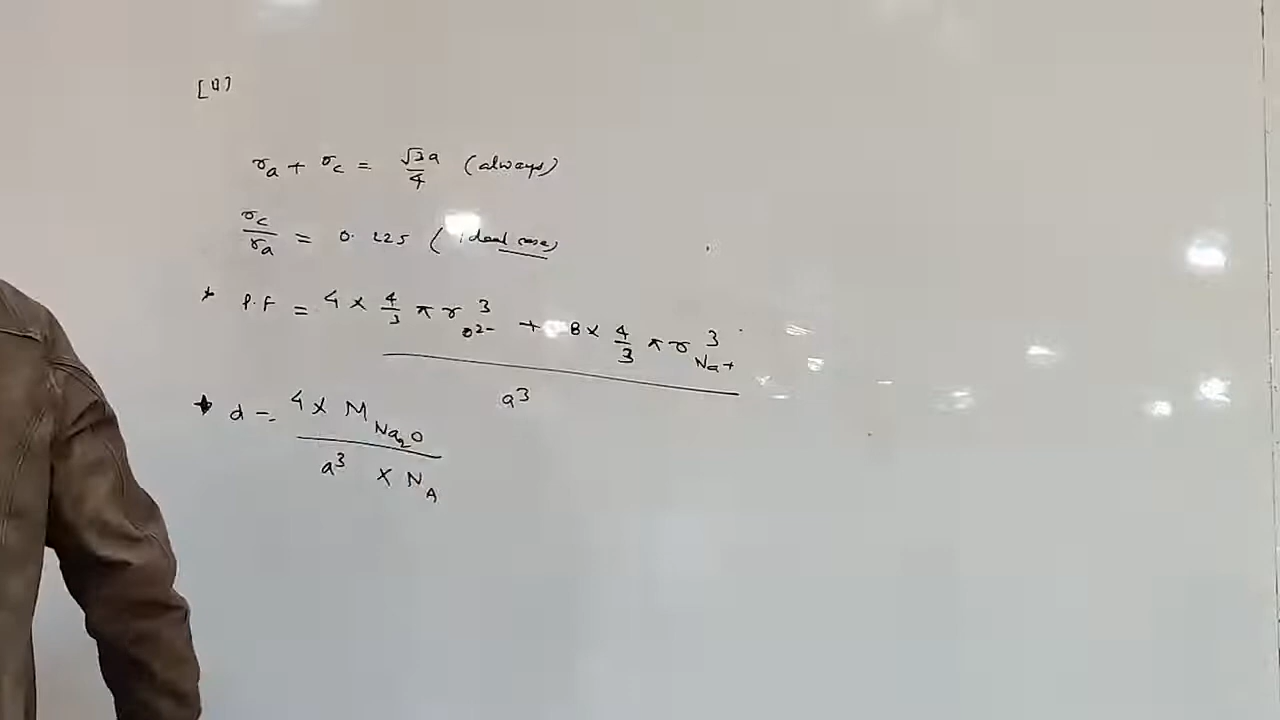 [4]
r_a + r_c = √3a/4 (always)
r_c/r_a = 0.225 (ideal case)
* P.F = (4 × 4/3 π r³_O²⁻ + 8 × 4/3 π r³_Na+) / a³
* d = (4 × M_Na₂O) / (a³ × N_A)